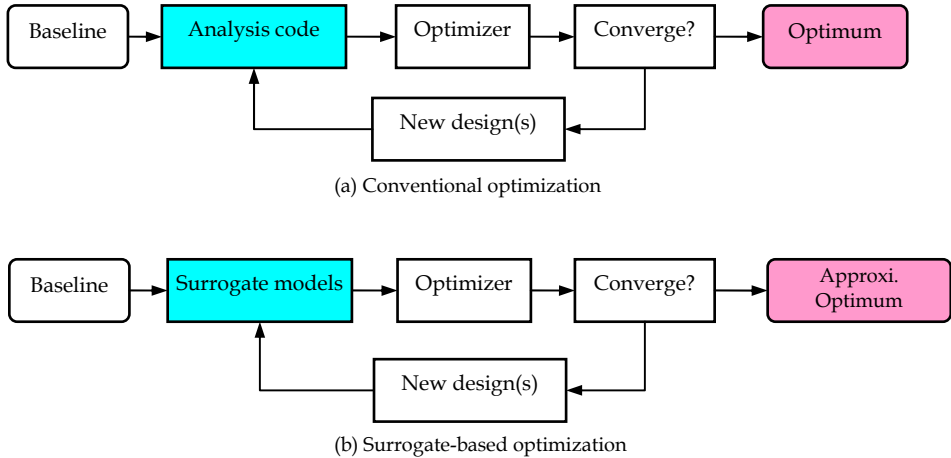 Baseline
Analysis code
Optimizer
Converge?
Optimum
New design(s)
(a) Conventional optimization
Baseline
Surrogate models
Optimizer
Converge?
Approxi.
Optimum
New design(s)
(b) Surrogate-based optimization